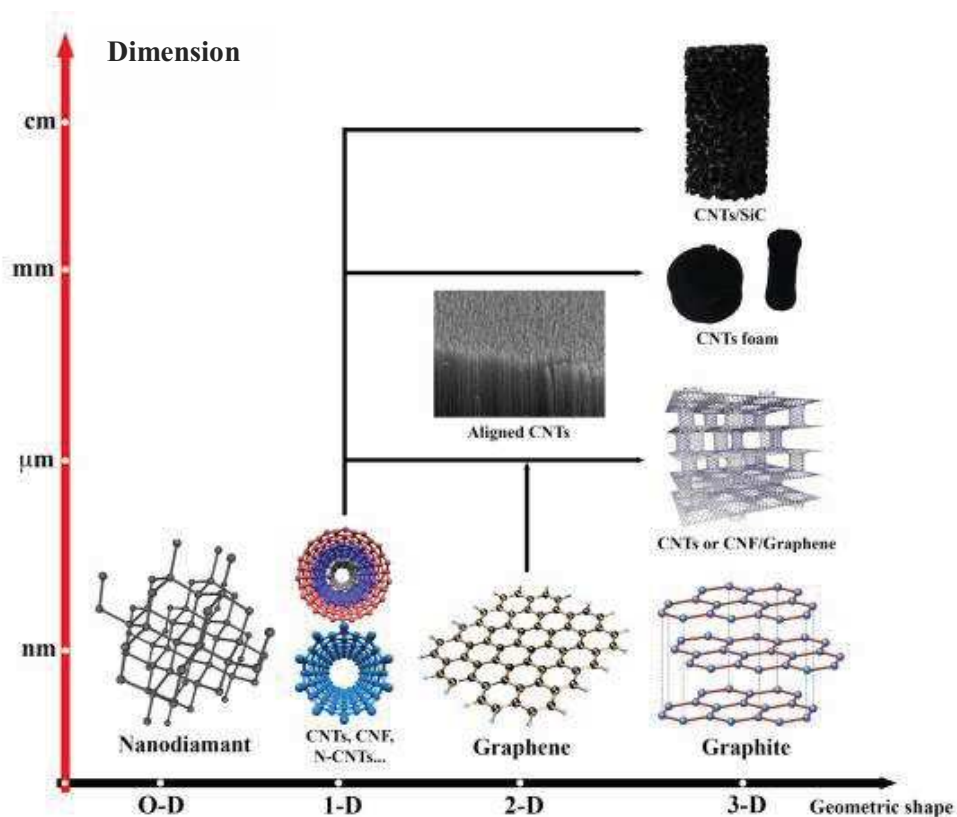 Dimension
cm
CNTs/SiC
mm
CNTs foam
Aligned CNTs
μm
CNTs or CNF/Graphene
nm
Nanodiamant
CNTs, CNF,
N-CNTs...
Graphene
Graphite
O-D
1-D
2-D
3-D
Geometric shape